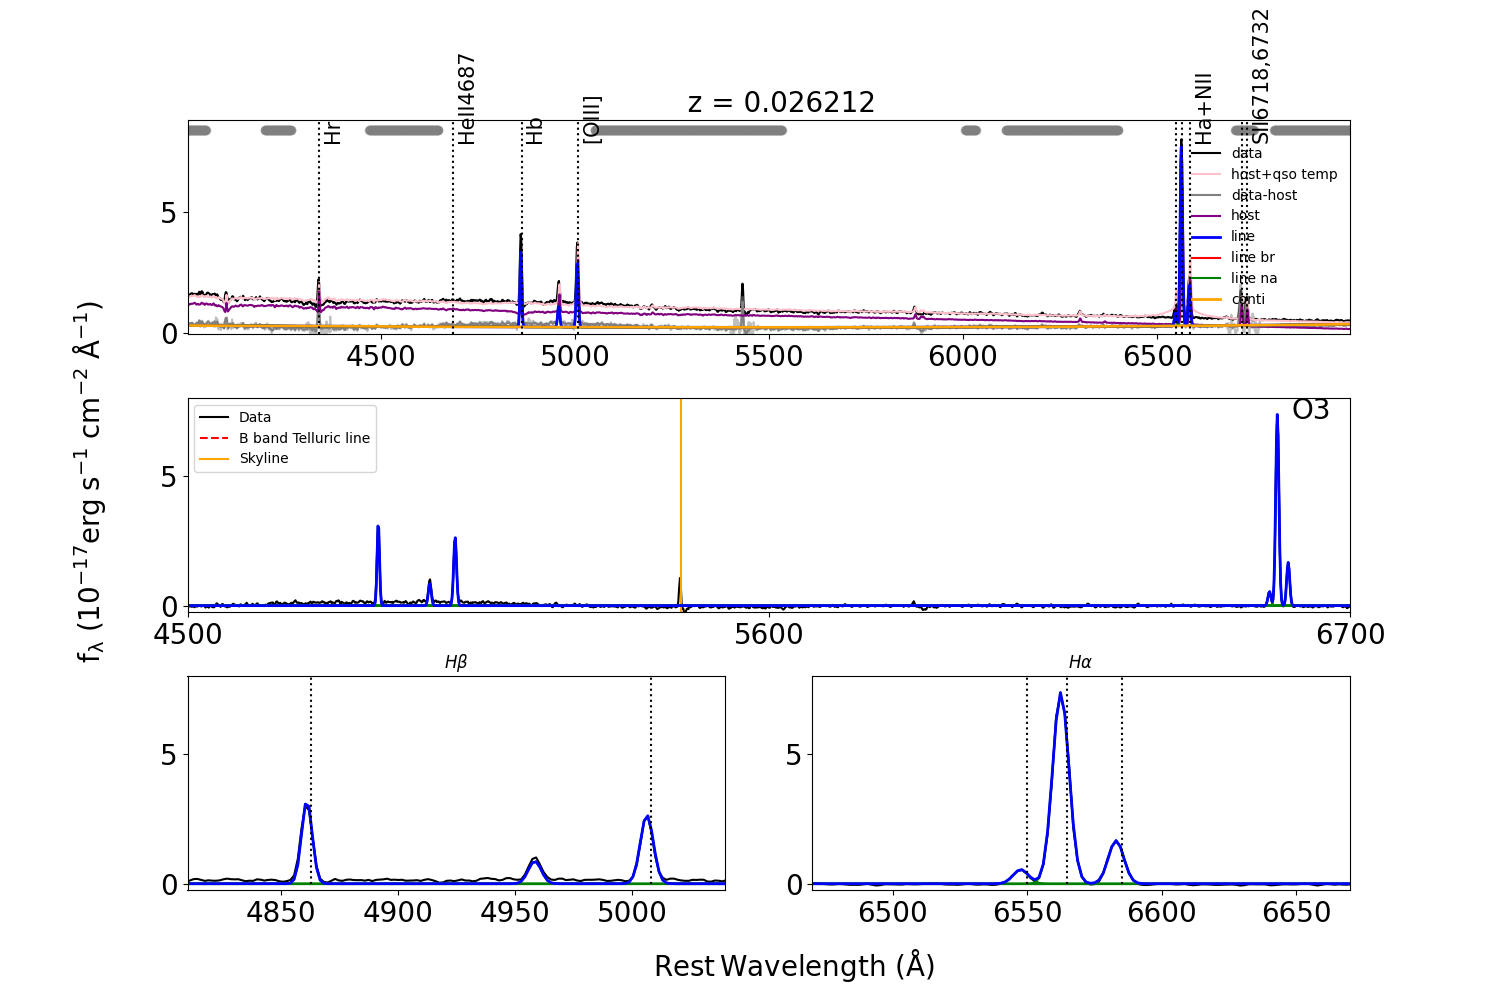 z = 0.026212
Hr
HeII4687
Hb
[OIII]
Ha+NII
SII6718,6732
data
host+qso temp
data-host
host
line
line br
line na
conti
5
0
4500
5000
5500
6000
6500
Data
B band Telluric line
Skyline
O3
5
0
4500
5600
6700
fλ (10⁻¹⁷erg s⁻¹ cm⁻² Å⁻¹)
Hβ
5
0
4850
4900
4950
5000
Hα
5
0
6500
6550
6600
6650
Rest Wavelength (Å)